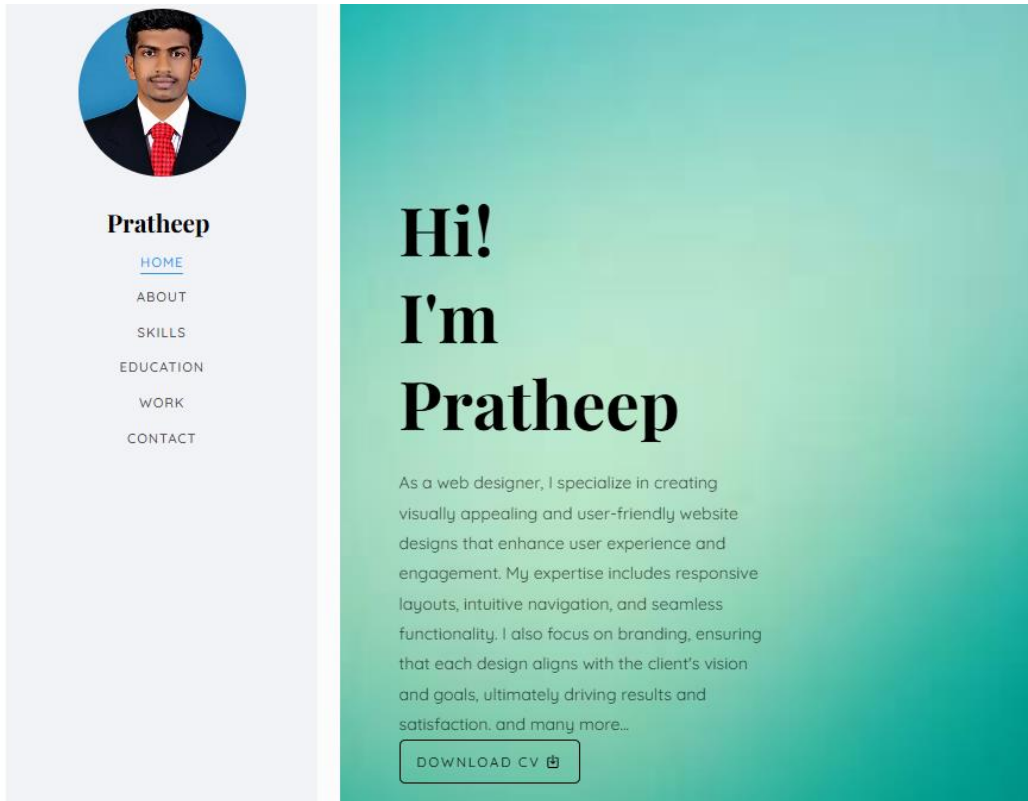 Pratheep
HOME
ABOUT
SKILLS
EDUCATION
WORK
CONTACT
Hi!
I'm
Pratheep
As a web designer, I specialize in creating
visually appealing and user-friendly website
designs that enhance user experience and
engagement. My expertise includes responsive
layouts, intuitive navigation, and seamless
functionality. I also focus on branding, ensuring
that each design aligns with the client's vision
and goals, ultimately driving results and
satisfaction. and many more...
DOWNLOAD CV